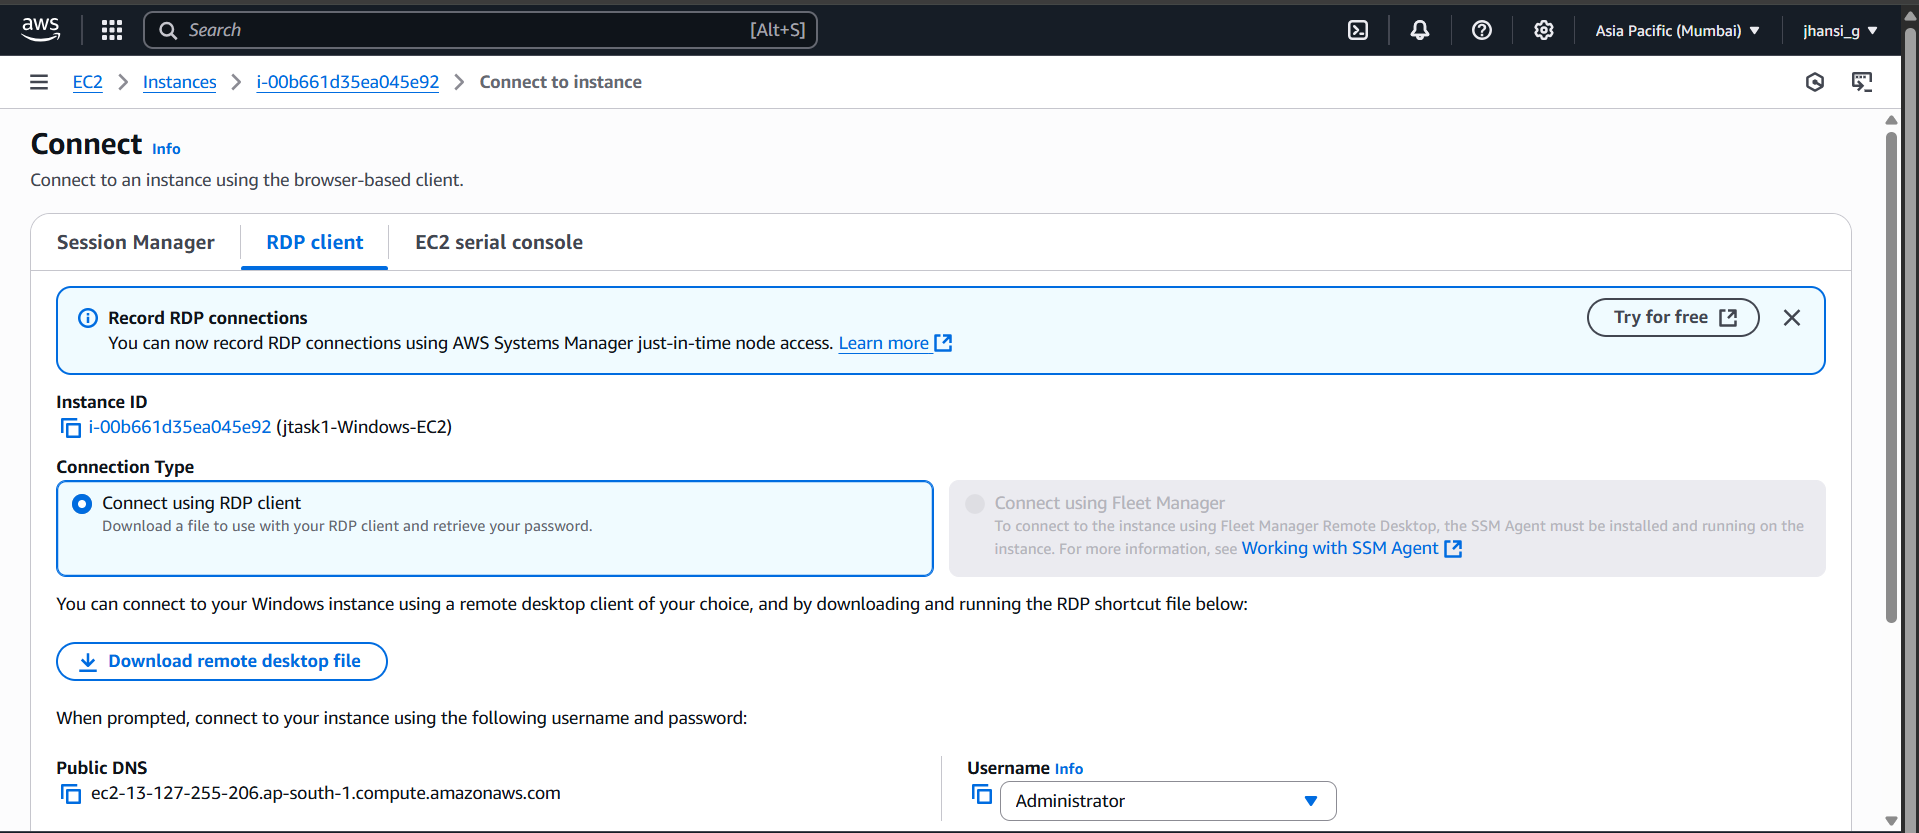 aws
Search [Alt+S]
Asia Pacific (Mumbai)
jhansi_g
EC2 Instances i-00b661d35ea045e92 Connect to instance
Connect Info
Connect to an instance using the browser-based client.
Session Manager RDP client EC2 serial console
Record RDP connections
You can now record RDP connections using AWS Systems Manager just-in-time node access. Learn more
Try for free
Instance ID
i-00b661d35ea045e92 (jtask1-Windows-EC2)
Connection Type
Connect using RDP client
Download a file to use with your RDP client and retrieve your password.
Connect using Fleet Manager
To connect to the instance using Fleet Manager Remote Desktop, the SSM Agent must be installed and running on the
instance. For more information, see Working with SSM Agent
You can connect to your Windows instance using a remote desktop client of your choice, and by downloading and running the RDP shortcut file below:
Download remote desktop file
When prompted, connect to your instance using the following username and password:
Public DNS
ec2-13-127-255-206.ap-south-1.compute.amazonaws.com
Username Info
Administrator